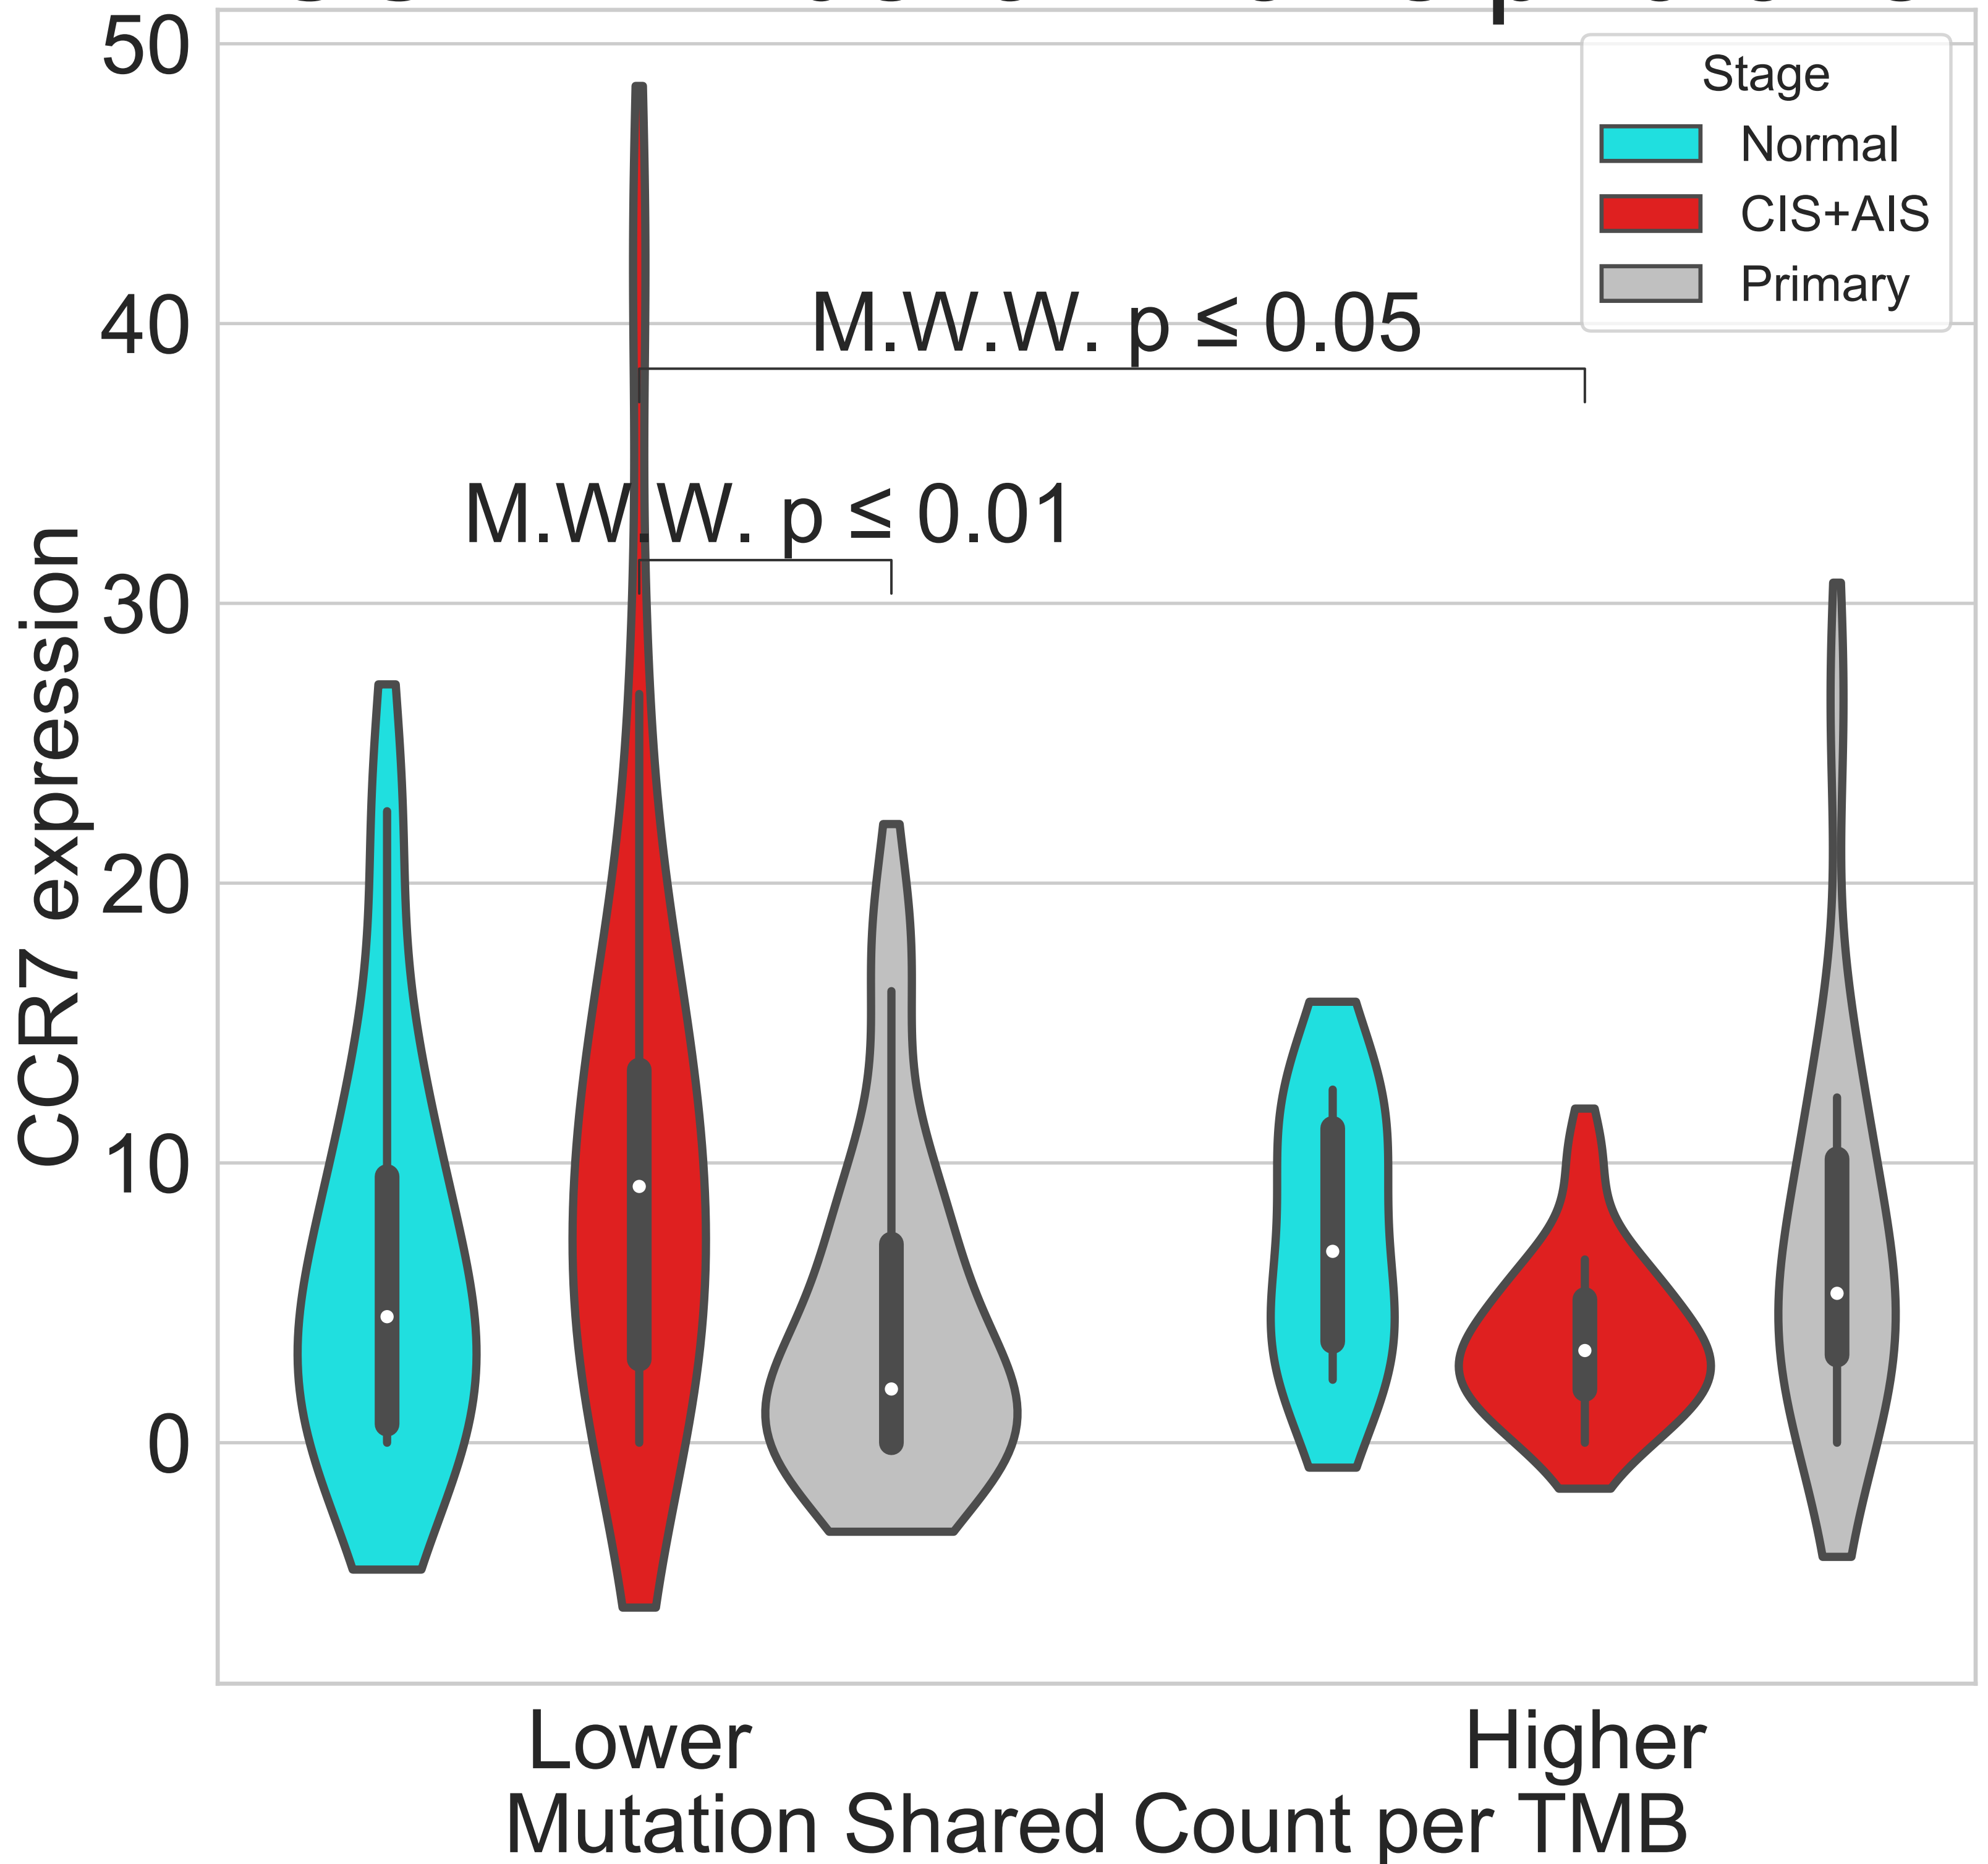 50
Stage
Normal
CIS+AIS
Primary
40
M.W.W. p ≤ 0.05
M.W.W. p ≤ 0.01
30
20
10
0
CCR7 expression
Lower
Higher
Mutation Shared Count per TMB